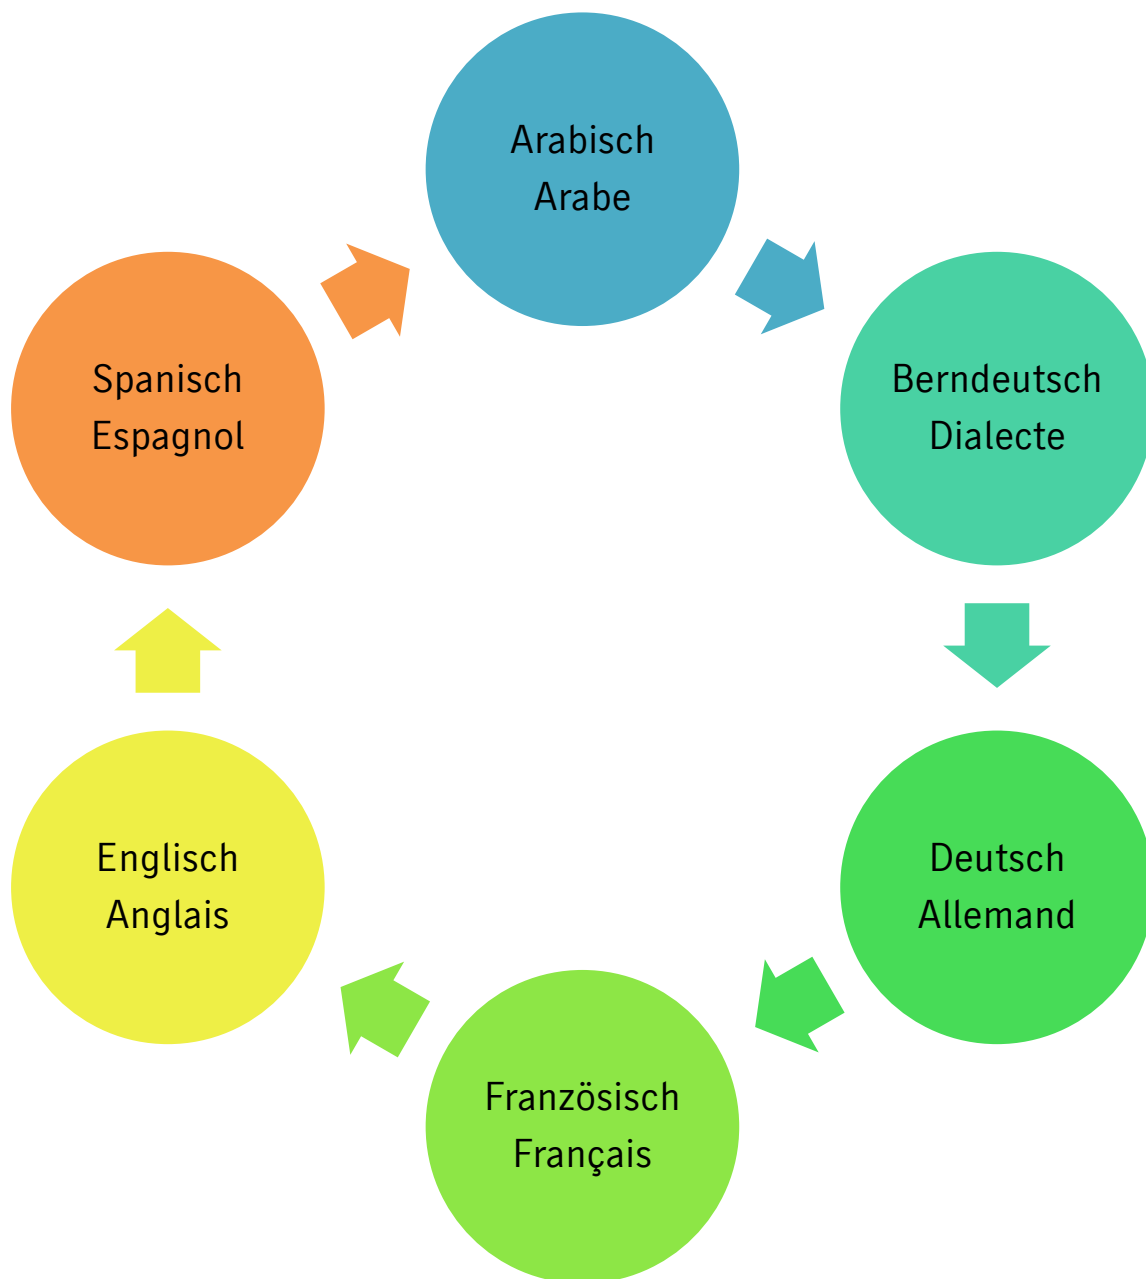 Arabisch
Arabe
Berndeutsch
Dialecte
Deutsch
Allemand
Französisch
Français
Englisch
Anglais
Spanisch
Espagnol